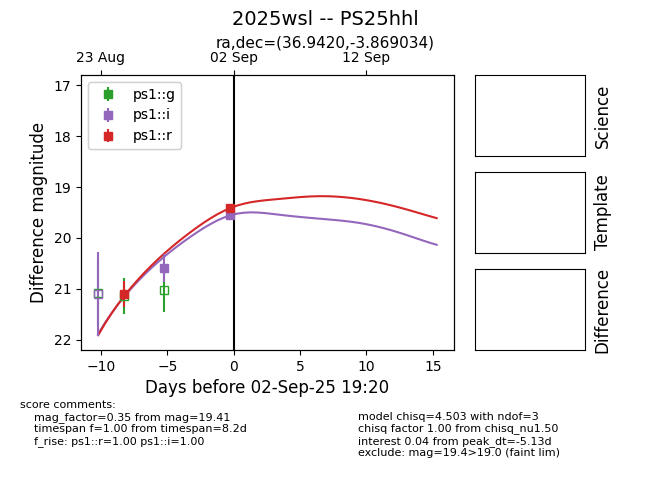 2025wsl -- PS25hhl
ra,dec=(36.9420,-3.869034)
23 Aug
02 Sep
12 Sep
17
18
19
20
21
22
Difference magnitude
ps1::g
ps1::i
ps1::r
−10
−5
0
5
10
15
Days before 02-Sep-25 19:20
Science
Template
Difference
score comments:
mag_factor=0.35 from mag=19.41
timespan f=1.00 from timespan=8.2d
f_rise: ps1::r=1.00 ps1::i=1.00
model chisq=4.503 with ndof=3
chisq factor 1.00 from chisq_nu1.50
interest 0.04 from peak_dt=-5.13d
exclude: mag=19.4>19.0 (faint lim)